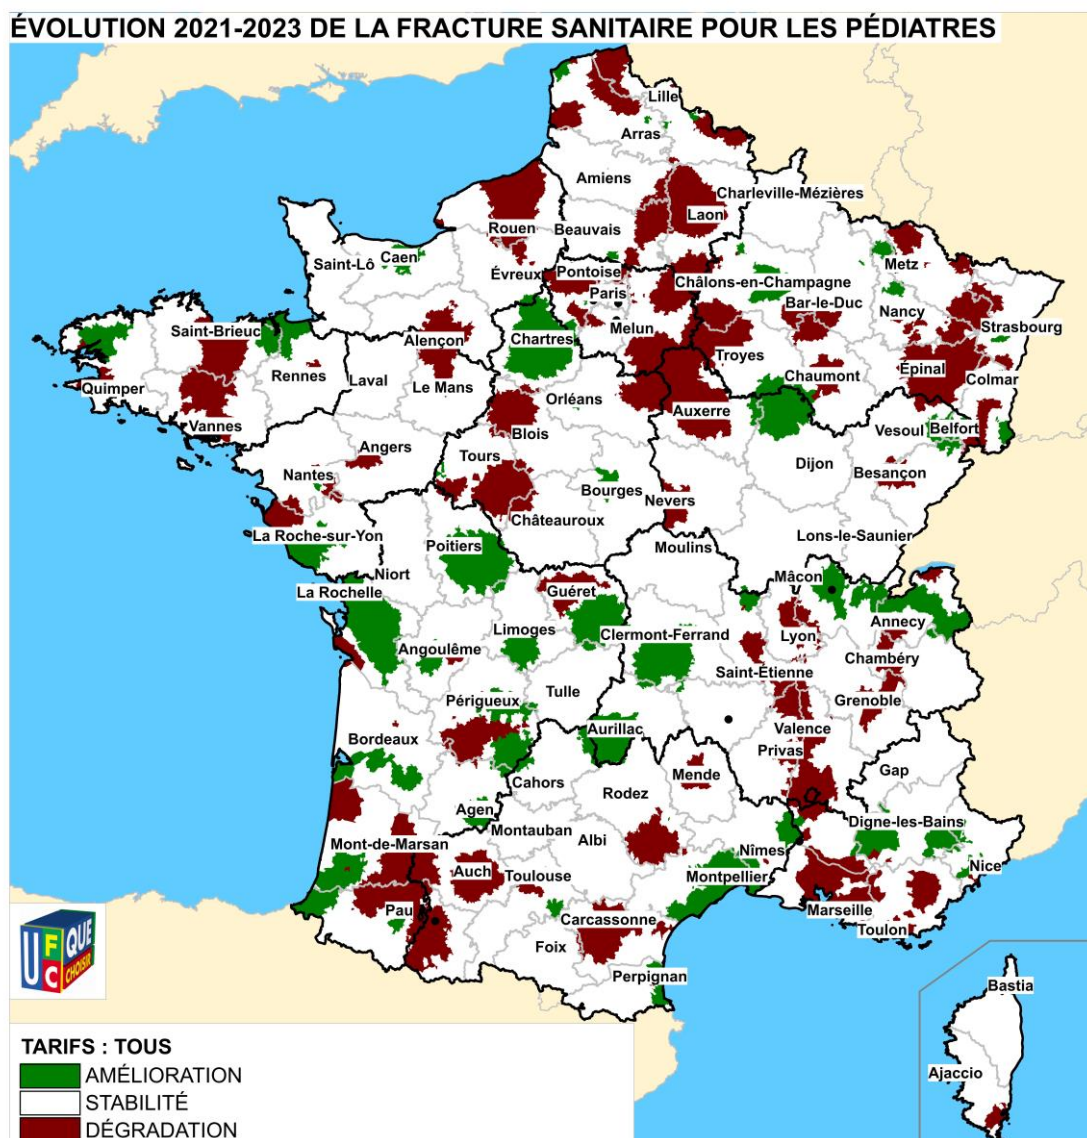 ÉVOLUTION 2021-2023 DE LA FRACTURE SANITAIRE POUR LES PÉDIATRES
Lille
Arras
Amiens
Charleville-Mézières
Laon
Rouen
Beauvais
Caen
Saint-Lô
Metz
Évreux
Pontoise
Châlons-en-Champagne
Paris
Bar-le-Duc
Nancy
Strasbourg
Saint-Brieuc
Alençon
Chartres
Melun
Troyes
Épinal
Chaumont
Colmar
Quimper
Rennes
Laval
Le Mans
Orléans
Auxerre
Vannes
Blois
Vesoul
Belfort
Angers
Tours
Dijon
Besançon
Nantes
Bourges
Nevers
Châteauroux
La Roche-sur-Yon
Lons-le-Saunier
Poitiers
Moulins
Niort
Mâcon
La Rochelle
Guéret
Annecy
Limoges
Clermont-Ferrand
Lyon
Angoulême
Chambéry
Saint-Étienne
Tulle
Périgueux
Grenoble
Aurillac
Valence
Bordeaux
Privas
Gap
Mende
Cahors
Rodez
Agen
Digne-les-Bains
Montauban
Mont-de-Marsan
Albi
Nîmes
Nice
Auch
Toulouse
Montpellier
Marseille
Pau
Carcassonne
Toulon
Foix
Perpignan
Bastia
Ajaccio
UFC
QUE
CHOISIR
TARIFS : TOUS
AMÉLIORATION
STABILITÉ
DÉGRADATION